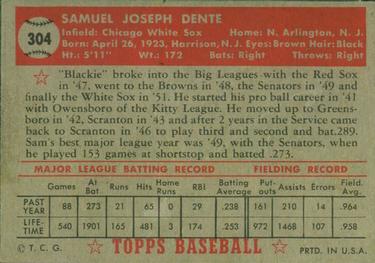 304
SAMUEL JOSEPH DENTE
Infield: Chicago White Sox Home: N. Arlington, N. J.
Born: April 26, 1923, Harrison, N.J. Eyes: Brown Hair: Black
Ht.: 5'11" Wt.: 172 Bats: Right Throws: Right
"Blackie" broke into the Big Leagues with the Red Sox
in '47, went to the Browns in '48, the Senators in '49 and
finally the White Sox in '51. He started his pro ball career in '41
with Owensboro of the Kitty League. He moved up to Greens-
boro in '42, Scranton in '43 and after 2 years in the Service came
back to Scranton in '46 to play third and second and bat.289.
Sam's best major league year was '49, with the Senators, when
he played 153 games at shortstop and batted .273.
MAJOR LEAGUE BATTING RECORD FIELDING RECORD
Games At Bat Runs Hits Home Runs RBI Batting Average Put-outs Assists Errors Field. Avg.
PAST YEAR 88 273 21 65 0 29 .238 161 210 14 .964
LIFE-TIME 540 1901 165 481 3 174 .253 912 1376 86 .964
© T. C. G. TOPPS BASEBALL PRTD. IN U.S.A.